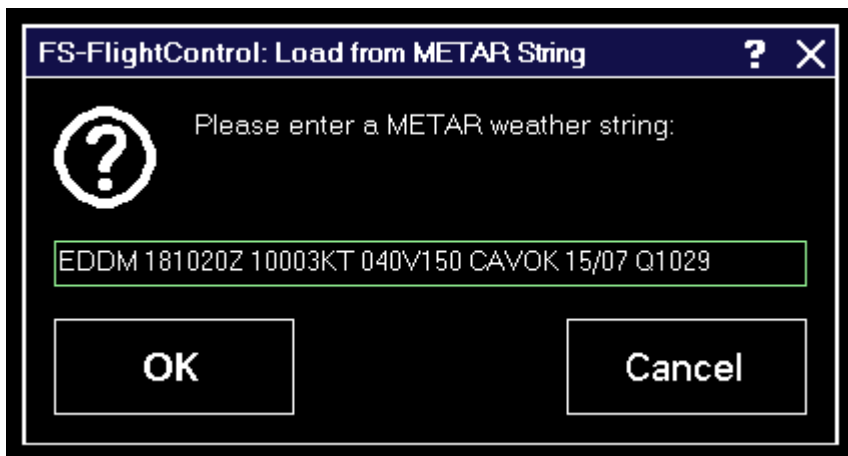 FS-FlightControl: Load from METAR String ? X
Please enter a METAR weather string:
?
EDDM 181020Z 10003KT 040V150 CAVOK 15/07 Q1029
OK Cancel